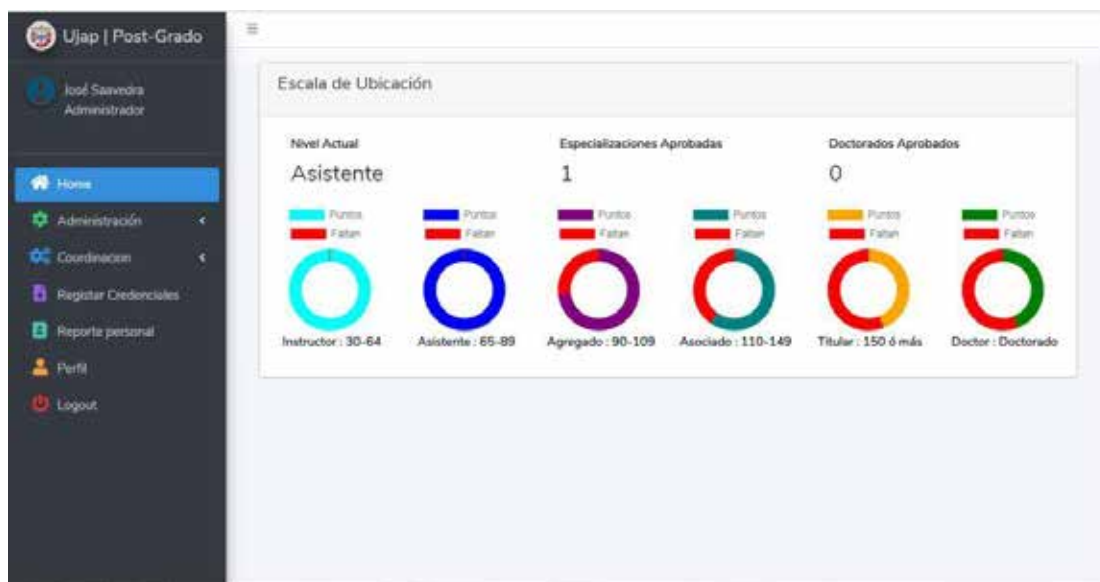 Ujap | Post-Grado
José Saavedra
Administrador
Home
Administración
Coordinacion
Registar Credenciales
Reporte personal
Perfil
Logout
Escala de Ubicación
Nivel Actual
Asistente
Especializaciones Aprobadas
1
Doctorados Aprobados
0
Puntos
Faltan
Instructor : 30-64
Puntos
Faltan
Asistente : 65-89
Puntos
Faltan
Agregado : 90-109
Puntos
Faltan
Asociado : 110-149
Puntos
Faltan
Titular : 150 ó más
Puntos
Faltan
Doctor : Doctorado